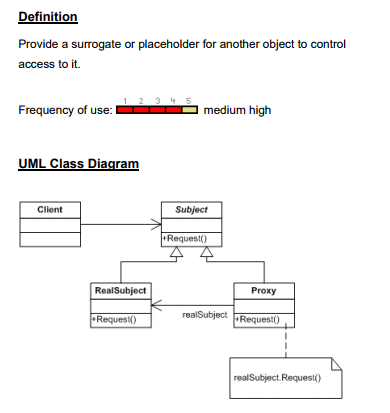 Definition
Provide a surrogate or placeholder for another object to control
access to it.
1 2 3 4 5
Frequency of use: medium high
UML Class Diagram
Client
Subject
+Request()
RealSubject
+Request()
realSubject
Proxy
+Request()
realSubject.Request()